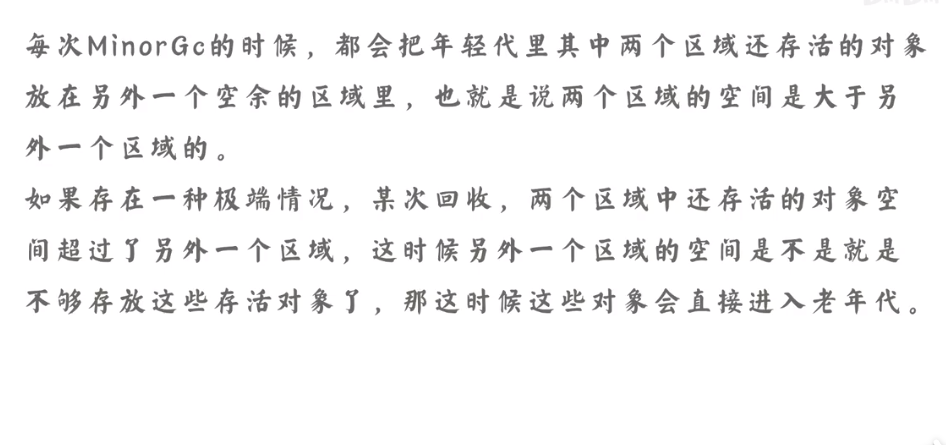 每次MinorGc的时候，都会把年轻代里其中两个区域还存活的对象
放在另外一个空余的区域里，也就是说两个区域的空间是大于另
外一个区域的。
如果存在一种极端情况，某次回收，两个区域中还存活的对象空
间超过了另外一个区域，这时候另外一个区域的空间是不是就是
不够存放这些存活对象了，那这时候这些对象会直接进入老年代。